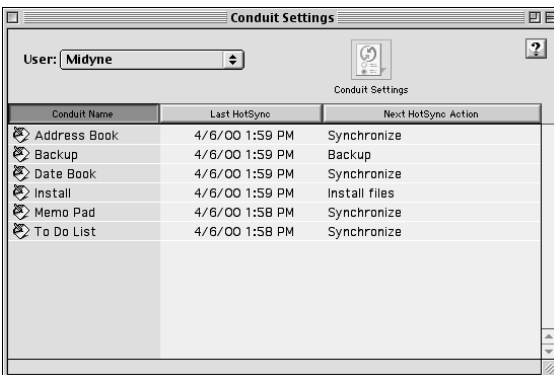 Conduit Settings
User: Midyne
?
Conduit Settings
Conduit Name Last HotSync Next HotSync Action
Address Book 4/6/00 1:59 PM Synchronize
Backup 4/6/00 1:59 PM Backup
Date Book 4/6/00 1:59 PM Synchronize
Install 4/6/00 1:59 PM Install files
Memo Pad 4/6/00 1:58 PM Synchronize
To Do List 4/6/00 1:58 PM Synchronize